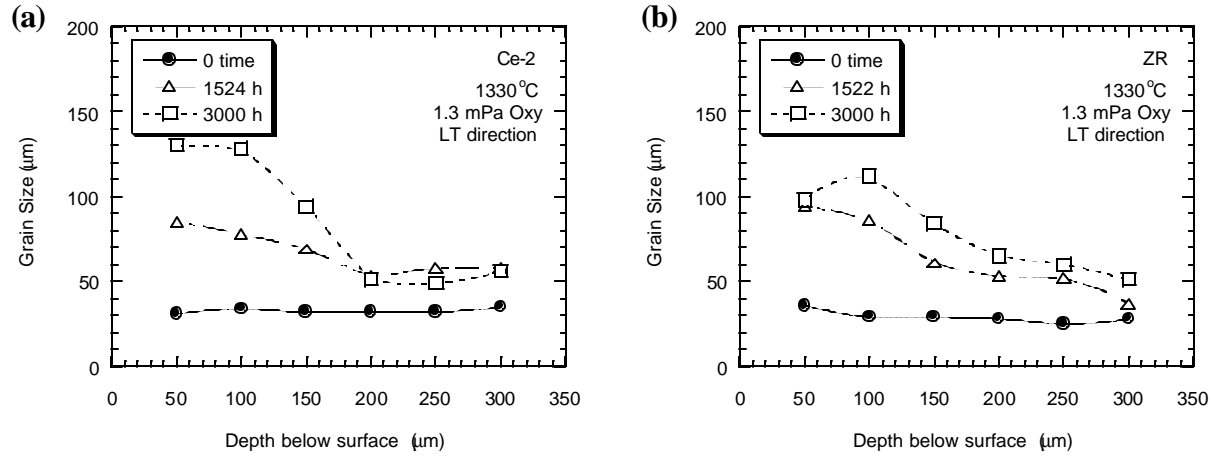 (a)
200
150
100
50
0
Grain Size (µm)
0 time
1524 h
3000 h
Ce-2
1330°C
1.3 mPa Oxy
LT direction
0 50 100 150 200 250 300 350
Depth below surface (µm)
(b)
200
150
100
50
0
Grain Size (µm)
0 time
1522 h
3000 h
ZR
1330°C
1.3 mPa Oxy
LT direction
0 50 100 150 200 250 300 350
Depth below surface (µm)